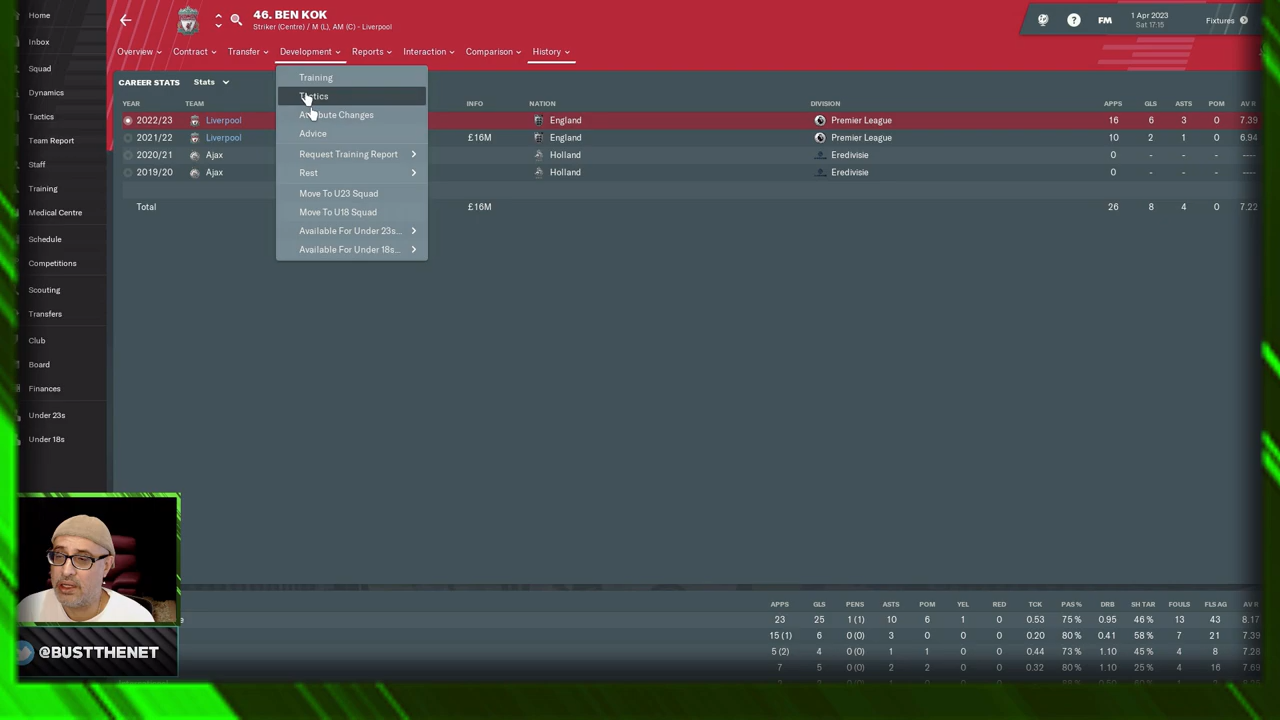 Home
Inbox
Squad
Dynamics
Tactics
Team Report
Staff
Training
Medical Centre
Schedule
Competitions
Scouting
Transfers
Club
Board
Finances
Under 23s
Under 18s
46. BEN KOK
Striker (Centre) / M (L), AM (C) - Liverpool
1 Apr 2023
Sat 17:15
FM
Fixtures
Overview Contract Transfer Development Reports Interaction Comparison History
CAREER STATS Stats
YEAR TEAM INFO NATION DIVISION APPS GLS ASTS POM AV R
2022/23 Liverpool England Premier League 16 6 3 0 7.39
2021/22 Liverpool £16M England Premier League 10 2 1 0 6.94
2020/21 Ajax Holland Eredivisie 0 - - - ----
2019/20 Ajax Holland Eredivisie 0 - - - ----
Total £16M 26 8 4 0 7.22
Training
Tactics
Attribute Changes
Advice
Request Training Report
Rest
Move To U23 Squad
Move To U18 Squad
Available For Under 23s...
Available For Under 18s...
APPS GLS PENS ASTS POM YEL RED TCK PAS % DRB SH TAR FOULS FLS AG AV R
23 25 1 (1) 10 6 1 0 0.53 75 % 0.95 46 % 13 43 8.17
15 (1) 6 0 (0) 3 0 0 0 0.20 80 % 0.41 58 % 7 21 7.39
5 (2) 4 0 (0) 1 1 0 0 0.44 73 % 1.10 45 % 4 8 7.28
7 5 0 (0) 2 2 0 0 0.32 80 % 1.10 25 % 4 16 7.69
@BUSTTHENET